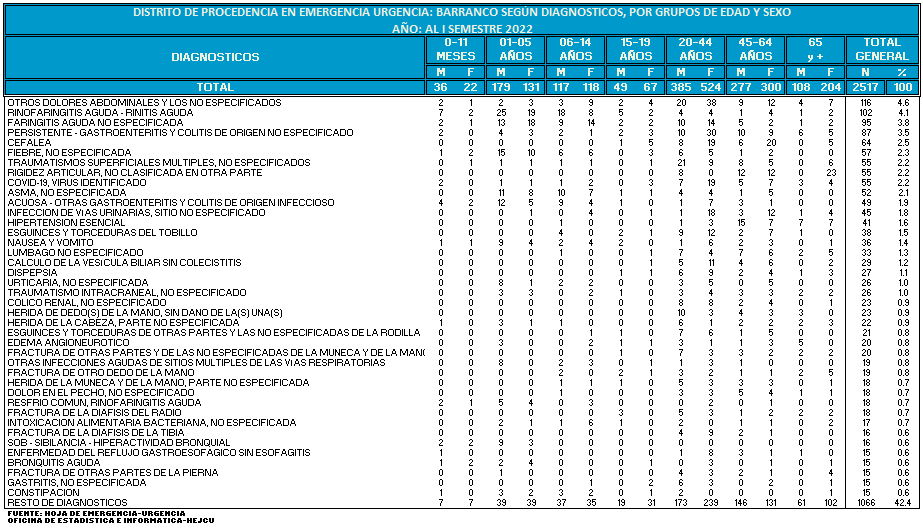 DISTRITO DE PROCEDENCIA EN EMERGENCIA URGENCIA: BARRANCO SEGÚN DIAGNOSTICOS, POR GRUPOS DE EDAD Y SEXO
AÑO: AL I SEMESTRE 2022
DIAGNOSTICOS 0-11 MESES 01-05 AÑOS 06-14 AÑOS 15-19 AÑOS 20-44 AÑOS 45-64 AÑOS 65 y + TOTAL GENERAL
M F M F M F M F M F M F M F N %
TOTAL 36 22 179 131 117 118 49 67 385 524 277 300 108 204 2517 100
OTROS DOLORES ABDOMINALES Y LOS NO ESPECIFICADOS 2 1 2 3 3 9 2 4 20 38 9 12 4 7 116 4.6
RINOFARINGITIS AGUDA - RINITIS AGUDA 7 2 25 19 18 8 5 2 4 4 1 4 1 2 102 4.1
FARINGITIS AGUDA NO ESPECIFICADA 2 1 13 18 9 14 2 2 10 14 5 2 1 2 95 3.8
PERSISTENTE - GASTROENTERITIS Y COLITIS DE ORIGEN NO ESPECIFICADO 2 0 4 3 2 1 2 3 10 30 10 9 5 6 87 3.5
CEFALEA 0 0 0 0 0 0 1 5 8 19 6 20 0 5 64 2.5
FIEBRE, NO ESPECIFICADA 1 2 15 10 6 6 0 3 6 5 1 2 0 0 57 2.3
TRAUMATISMOS SUPERFICIALES MULTIPLES, NO ESPECIFICADOS 0 1 1 1 1 1 0 1 21 9 8 5 0 6 55 2.2
RIGIDEZ ARTICULAR, NO CLASIFICADA EN OTRA PARTE 0 0 0 0 0 0 0 0 8 0 12 12 0 23 55 2.2
COVID-19, VIRUS IDENTIFICADO 2 0 1 1 1 2 0 3 7 19 5 7 3 4 55 2.2
ASMA, NO ESPECIFICADA 0 0 11 8 10 7 1 1 4 4 1 5 0 0 52 2.1
ACUOSA - OTRAS GASTROENTERITIS Y COLITIS DE ORIGEN INFECCIOSO 4 2 12 5 9 4 0 1 1 7 3 1 0 0 49 1.9
INFECCION DE VIAS URINARIAS, SITIO NO ESPECIFICADO 0 0 0 1 0 4 0 1 1 18 3 12 1 4 45 1.8
HIPERTENSION ESENCIAL 0 0 0 0 1 0 0 0 1 3 15 7 7 7 41 1.6
ESGUINCES Y TORCEDURAS DEL TOBILLO 0 0 0 0 4 0 2 1 9 12 2 7 1 0 38 1.5
NAUSEA Y VOMITO 1 1 9 4 2 4 2 0 1 6 2 3 0 1 36 1.4
LUMBAGO NO ESPECIFICADO 0 0 0 0 1 0 0 1 7 4 7 6 2 5 33 1.3
CALCULO DE LA VESICULA BILIAR SIN COLECISTITIS 0 0 0 0 0 0 0 1 5 11 4 6 0 2 29 1.2
DISPEPSIA 0 0 0 0 0 0 1 1 6 9 2 4 1 3 27 1.1
URTICARIA, NO ESPECIFICADA 0 0 8 1 2 2 0 0 3 5 0 5 0 0 26 1.0
TRAUMATISMO INTRACRANEAL, NO ESPECIFICADO 0 0 3 3 0 2 1 0 3 4 3 3 2 2 26 1.0
COLICO RENAL, NO ESPECIFICADO 0 0 0 0 0 0 0 0 8 8 2 4 0 1 23 0.9
HERIDA DE DEDO(S) DE LA MANO, SIN DANO DE LA(S) UNA(S) 0 0 0 0 0 0 0 0 10 3 4 3 3 0 23 0.9
HERIDA DE LA CABEZA, PARTE NO ESPECIFICADA 1 0 3 1 1 0 0 0 6 1 2 2 2 3 22 0.9
ESGUINCES Y TORCEDURAS DE OTRAS PARTES Y LAS NO ESPECIFICADAS DE LA RODILLA 0 0 0 0 0 1 1 0 7 6 1 5 0 0 21 0.8
EDEMA ANGIONEUROTICO 0 0 3 0 0 2 1 1 3 1 1 3 5 0 20 0.8
FRACTURA DE OTRAS PARTES Y DE LAS NO ESPECIFICADAS DE LA MUNECA Y DE LA MANO 0 0 0 0 1 1 1 0 7 3 3 2 2 0 20 0.8
OTRAS INFECCIONES AGUDAS DE SITIOS MULTIPLES DE LAS VIAS RESPIRATORIAS 0 0 8 0 2 3 0 0 1 1 3 1 0 0 19 0.8
FRACTURA DE OTRO DEDO DE LA MANO 0 0 0 0 2 0 2 1 3 2 1 1 2 5 19 0.8
HERIDA DE LA MUNECA Y DE LA MANO, PARTE NO ESPECIFICADA 0 0 0 0 1 1 1 0 5 3 3 3 0 1 18 0.7
DOLOR EN EL PECHO, NO ESPECIFICADO 0 0 0 0 1 0 0 0 3 3 5 4 1 1 18 0.7
RESFRIO COMUN, RINOFARINGITIS AGUDA 2 1 5 4 3 0 0 0 0 2 0 1 0 0 18 0.7
FRACTURA DE LA DIAFISIS DEL RADIO 0 0 0 0 0 0 3 0 5 3 1 2 2 2 18 0.7
INTOXICACION ALIMENTARIA BACTERIANA, NO ESPECIFICADA 0 0 2 1 1 6 1 0 0 2 1 2 1 0 17 0.7
FRACTURA DE LA DIAFISIS DE LA TIBIA 0 0 0 0 0 0 0 0 4 9 2 1 0 0 16 0.6
SOB - SIBILANCIA - HIPERACTIVIDAD BRONQUIAL 2 2 9 3 0 0 0 0 0 0 0 0 0 0 16 0.6
ENFERMEDAD DEL REFLUJO GASTROESOFAGICO SIN ESOFAGITIS 1 0 0 0 0 0 0 0 1 8 3 1 1 0 15 0.6
BRONQUITIS AGUDA 1 2 2 4 0 0 0 1 0 3 0 0 1 1 15 0.6
FRACTURA DE OTRAS PARTES DE LA PIERNA 0 0 1 0 0 0 0 0 4 3 2 1 0 4 15 0.6
GASTRITIS, NO ESPECIFICADA 0 0 0 0 0 1 0 2 6 3 2 0 0 1 15 0.6
CONSTIPACION 1 0 3 2 3 2 0 1 0 0 2 1 0 0 15 0.6
RESTO DE DIAGNOSTICOS 7 7 39 39 37 35 19 31 173 239 146 131 61 102 1066 42.4
FUENTE: HOJA DE EMERGENCIA-URGENCIA
OFICINA DE ESTADISTICA E INFORMATICA-HEJCU